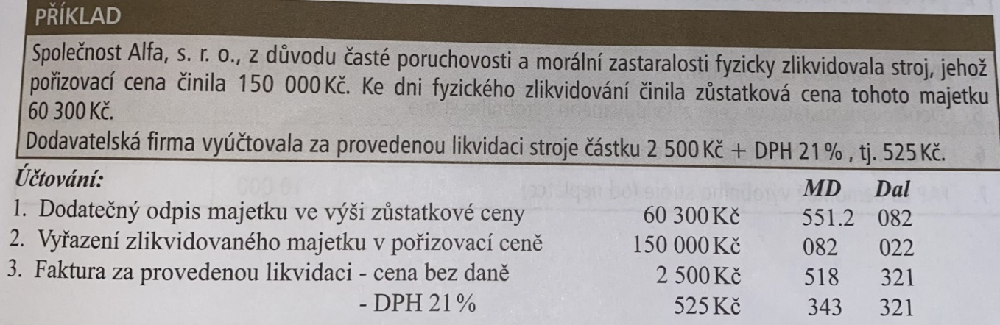 PŘÍKLAD
Společnost Alfa, s. r. o., z důvodu časté poruchovosti a morální zastaralosti fyzicky zlikvidovala stroj, jehož
pořizovací cena činila 150 000 Kč. Ke dni fyzického zlikvidování činila zůstatková cena tohoto majetku
60 300 Kč.
Dodavatelská firma vyúčtovala za provedenou likvidaci stroje částku 2 500 Kč + DPH 21 % , tj. 525 Kč.
Účtování: MD Dal
1. Dodatečný odpis majetku ve výši zůstatkové ceny 60 300 Kč 551.2 082
2. Vyřazení zlikvidovaného majetku v pořizovací ceně 150 000 Kč 082 022
3. Faktura za provedenou likvidaci - cena bez daně 2 500 Kč 518 321
- DPH 21 % 525 Kč 343 321